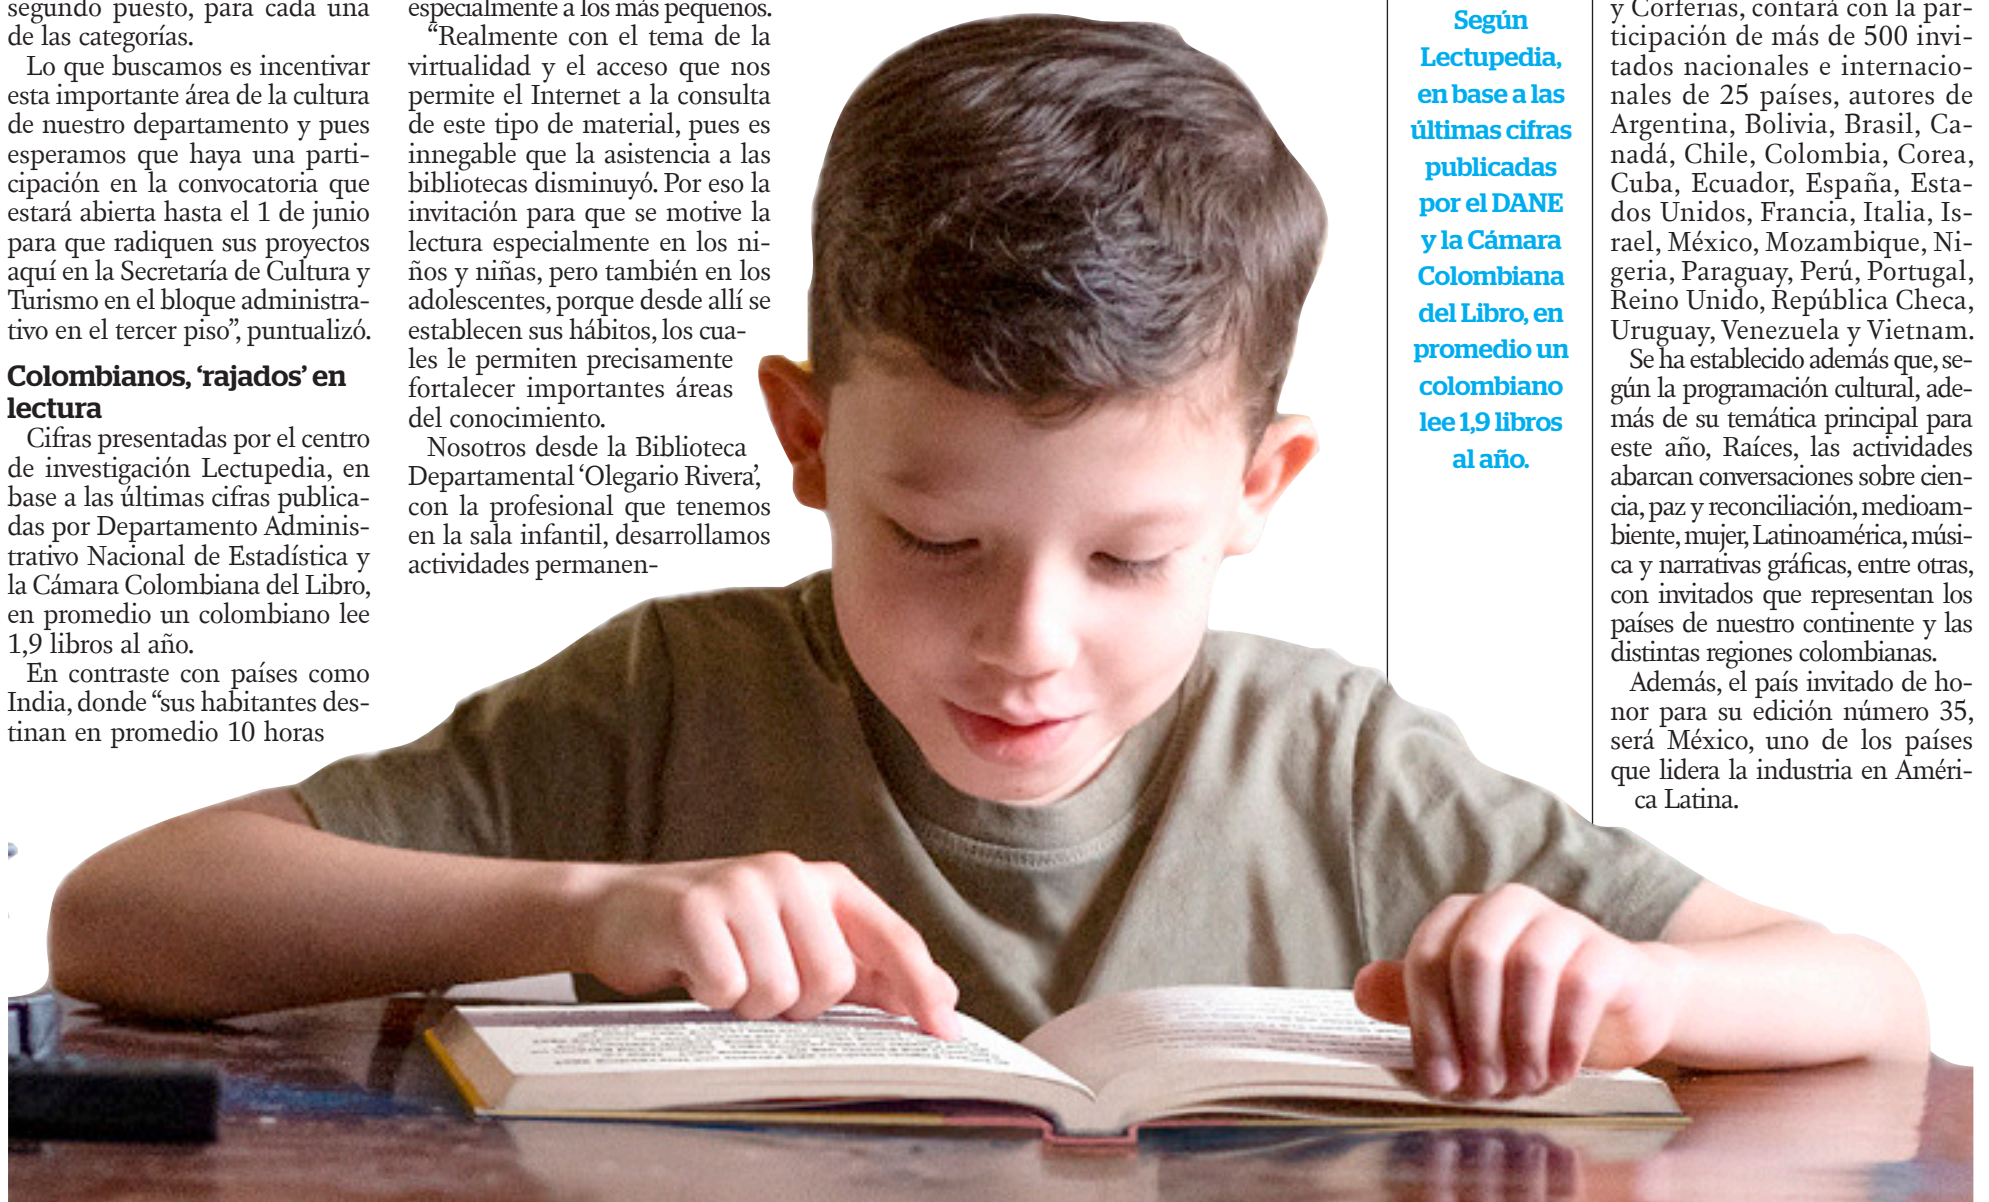 segundo puesto, para cada una
de las categorías.
Lo que buscamos es incentivar
esta importante área de la cultura
de nuestro departamento y pues
esperamos que haya una parti-
cipación en la convocatoria que
estará abierta hasta el 1 de junio
para que radiquen sus proyectos
aquí en la Secretaría de Cultura y
Turismo en el bloque administra-
tivo en el tercer piso”, puntualizó.
Colombianos, ‘rajados’ en
lectura
Cifras presentadas por el centro
de investigación Lectupedia, en
base a las últimas cifras publica-
das por Departamento Adminis-
trativo Nacional de Estadística y
la Cámara Colombiana del Libro,
en promedio un colombiano lee
1,9 libros al año.
En contraste con países como
India, donde “sus habitantes des-
tinan en promedio 10 horas
especialmente a los más pequeños.
“Realmente con el tema de la
virtualidad y el acceso que nos
permite el Internet a la consulta
de este tipo de material, pues es
innegable que la asistencia a las
bibliotecas disminuyó. Por eso la
invitación para que se motive la
lectura especialmente en los ni-
ños y niñas, pero también en los
adolescentes, porque desde allí se
establecen sus hábitos, los cua-
les le permiten precisamente
fortalecer importantes áreas
del conocimiento.
Nosotros desde la Biblioteca
Departamental ‘Olegario Rivera’,
con la profesional que tenemos
en la sala infantil, desarrollamos
actividades permanen-
Según
Lectupedia,
en base a las
últimas cifras
publicadas
por el DANE
y la Cámara
Colombiana
del Libro, en
promedio un
colombiano
lee 1,9 libros
al año.
y Corferias, contará con la par-
ticipación de más de 500 invi-
tados nacionales e internacio-
nales de 25 países, autores de
Argentina, Bolivia, Brasil, Ca-
nadá, Chile, Colombia, Corea,
Cuba, Ecuador, España, Esta-
dos Unidos, Francia, Italia, Is-
rael, México, Mozambique, Ni-
geria, Paraguay, Perú, Portugal,
Reino Unido, República Checa,
Uruguay, Venezuela y Vietnam.
Se ha establecido además que, se-
gún la programación cultural, ade-
más de su temática principal para
este año, Raíces, las actividades
abarcan conversaciones sobre cien-
cia, paz y reconciliación, medioam-
biente, mujer, Latinoamérica, músi-
ca y narrativas gráficas, entre otras,
con invitados que representan los
países de nuestro continente y las
distintas regiones colombianas.
Además, el país invitado de ho-
nor para su edición número 35,
será México, uno de los países
que lidera la industria en Améri-
ca Latina.